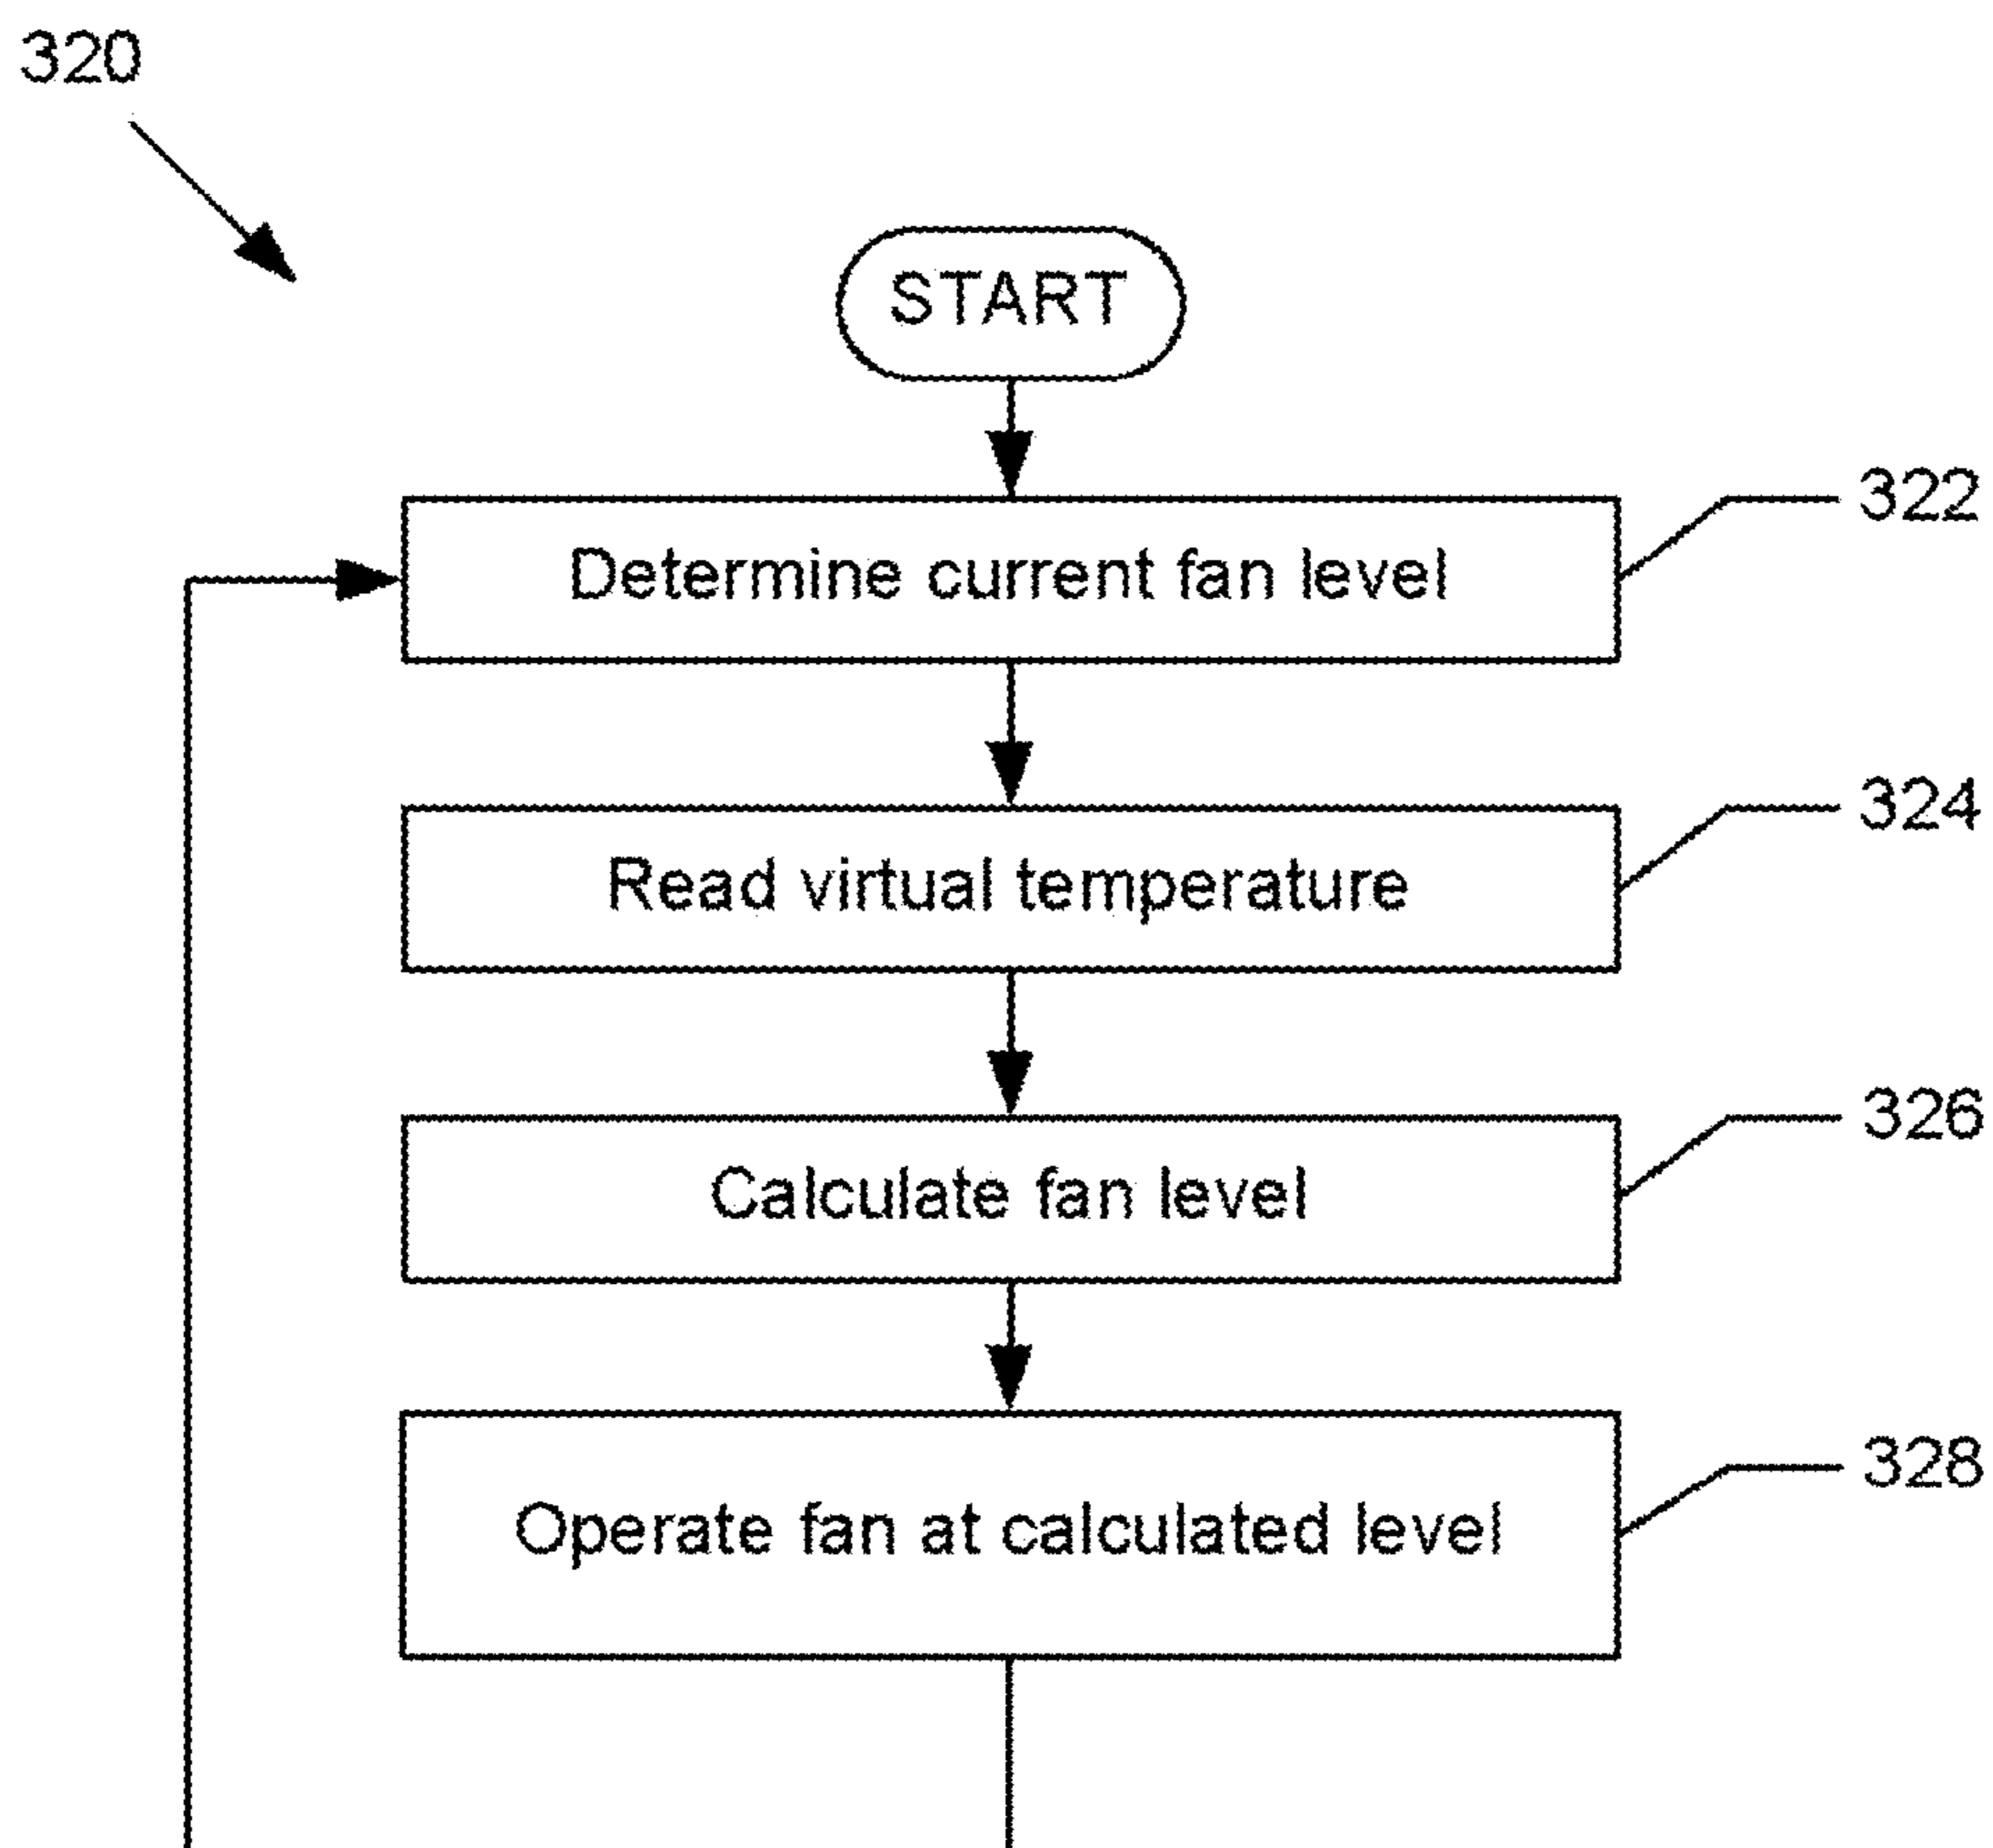 320
START
Determine current fan level
322
Read virtual temperature
324
Calculate fan level
326
Operate fan at calculated level
328